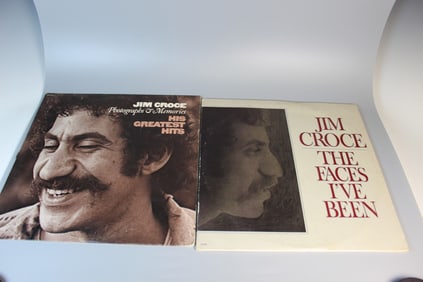 JIM CROCE
Photographs & Memories
HIS
GREATEST
HITS
JIM
CROCE
THE
FACES
I'VE
BEEN